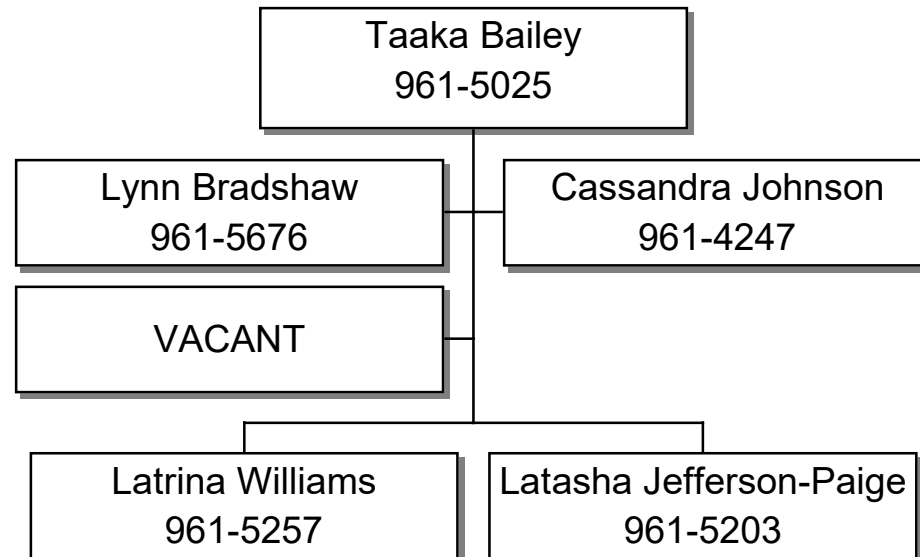 Taaka Bailey
961-5025
Lynn Bradshaw
961-5676
Cassandra Johnson
961-4247
VACANT
Latrina Williams
961-5257
Latasha Jefferson-Paige
961-5203